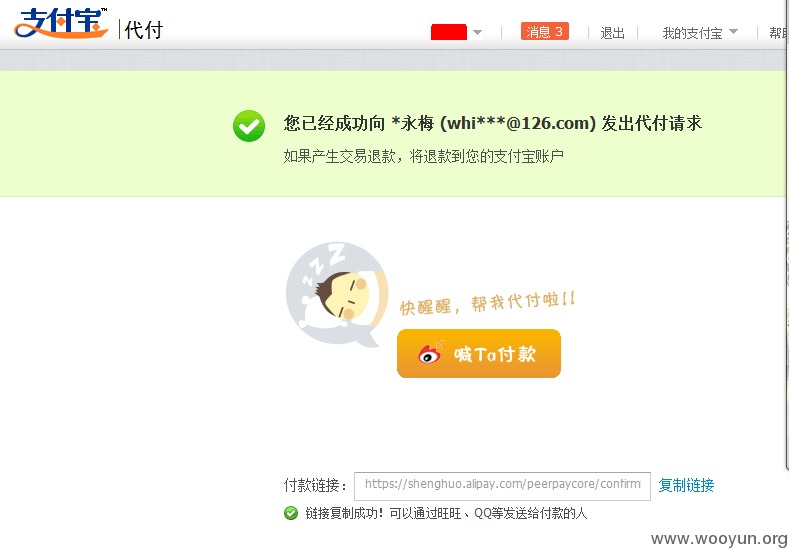 支付宝™ 代付
消息 3 退出 我的支付宝 帮
您已经成功向 *永梅 (whi***@126.com) 发出代付请求
如果产生交易退款，将退款到您的支付宝账户
zzzZ
快醒醒，帮我代付啦!!
喊Ta付款
付款链接： https://shenghuo.alipay.com/peerpaycore/confirm 复制链接
链接复制成功！可以通过旺旺、QQ等发送给付款的人
www.wooyun.org